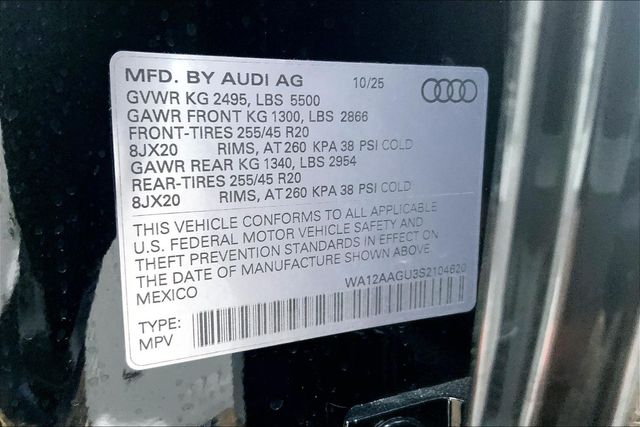 MFD. BY AUDI AG 10/25
GVWR KG 2495, LBS 5500
GAWR FRONT KG 1300, LBS 2866
FRONT-TIRES 255/45 R20
8JX20 RIMS, AT 260 KPA 38 PSI COLD
GAWR REAR KG 1340, LBS 2954
REAR-TIRES 255/45 R20
8JX20 RIMS, AT 260 KPA 38 PSI COLD
THIS VEHICLE CONFORMS TO ALL APPLICABLE
U.S. FEDERAL MOTOR VEHICLE SAFETY AND
THEFT PREVENTION STANDARDS IN EFFECT ON
THE DATE OF MANUFACTURE SHOWN ABOVE.
MEXICO WA12AAGU3S2104620
TYPE:
MPV